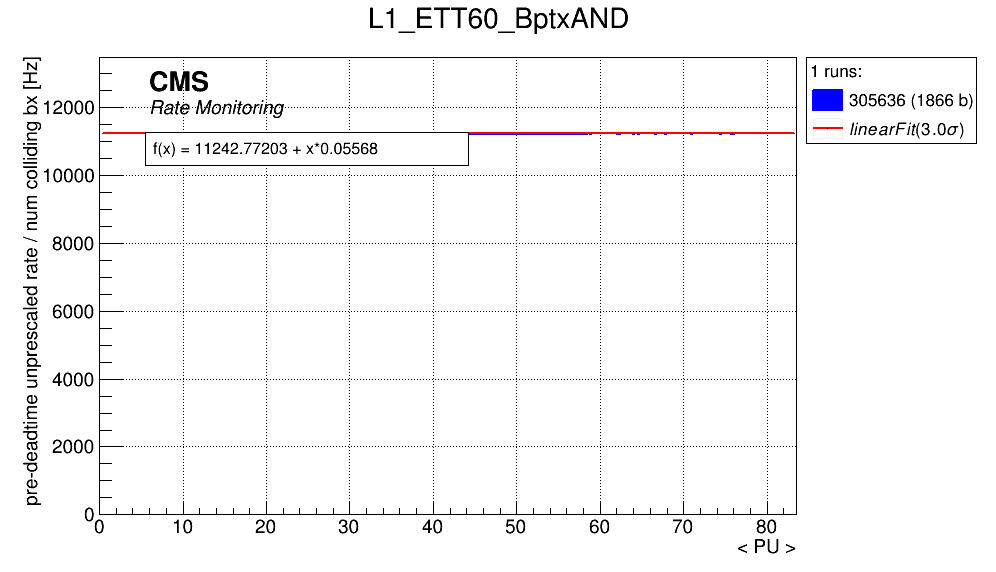 L1_ETT60_BptxAND
pre-deadtime unprescaled rate / num colliding bx [Hz]
CMS
Rate Monitoring
f(x) = 11242.77203 + x*0.05568
12000
10000
8000
6000
4000
2000
0
0 10 20 30 40 50 60 70 80
< PU >
1 runs:
305636 (1866 b)
linearFit(3.0σ)